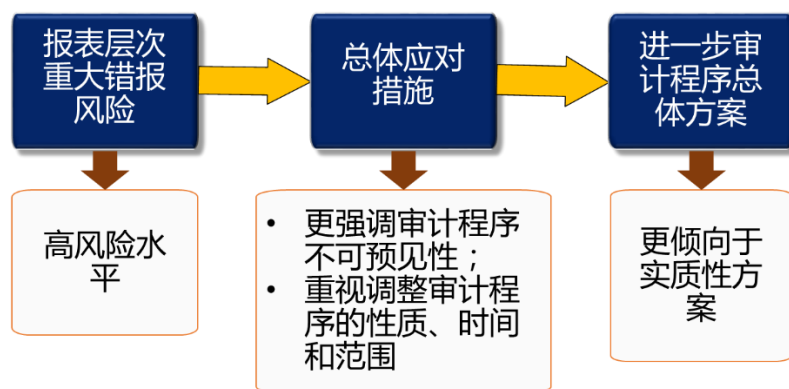 报表层次
重大错报
风险
总体应对
措施
进一步审
计程序总
体方案
高风险水
平
• 更强调审计程序
不可预见性；
• 重视调整审计程
序的性质、时间
和范围
更倾向于
实质性方
案